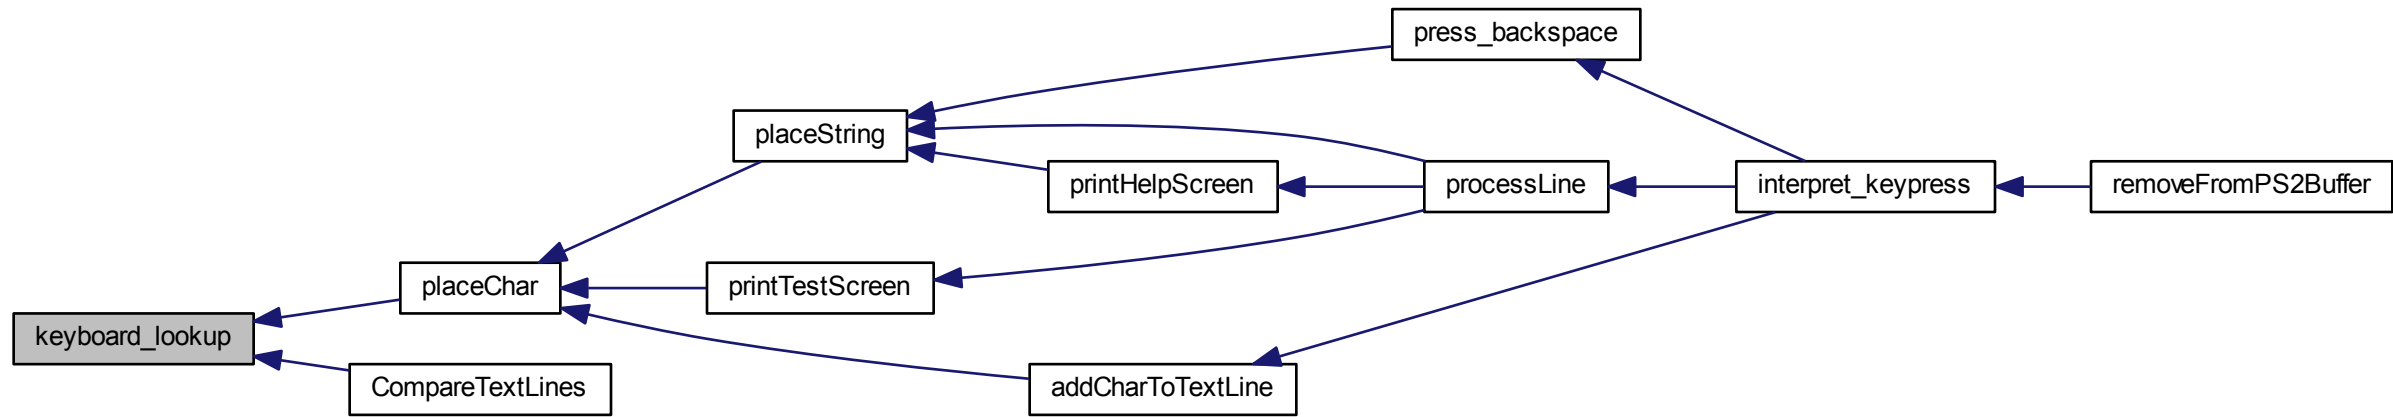 press_backspace
placeString
printHelpScreen
processLine
interpret_keypress
removeFromPS2Buffer
placeChar
printTestScreen
keyboard_lookup
CompareTextLines
addCharToTextLine